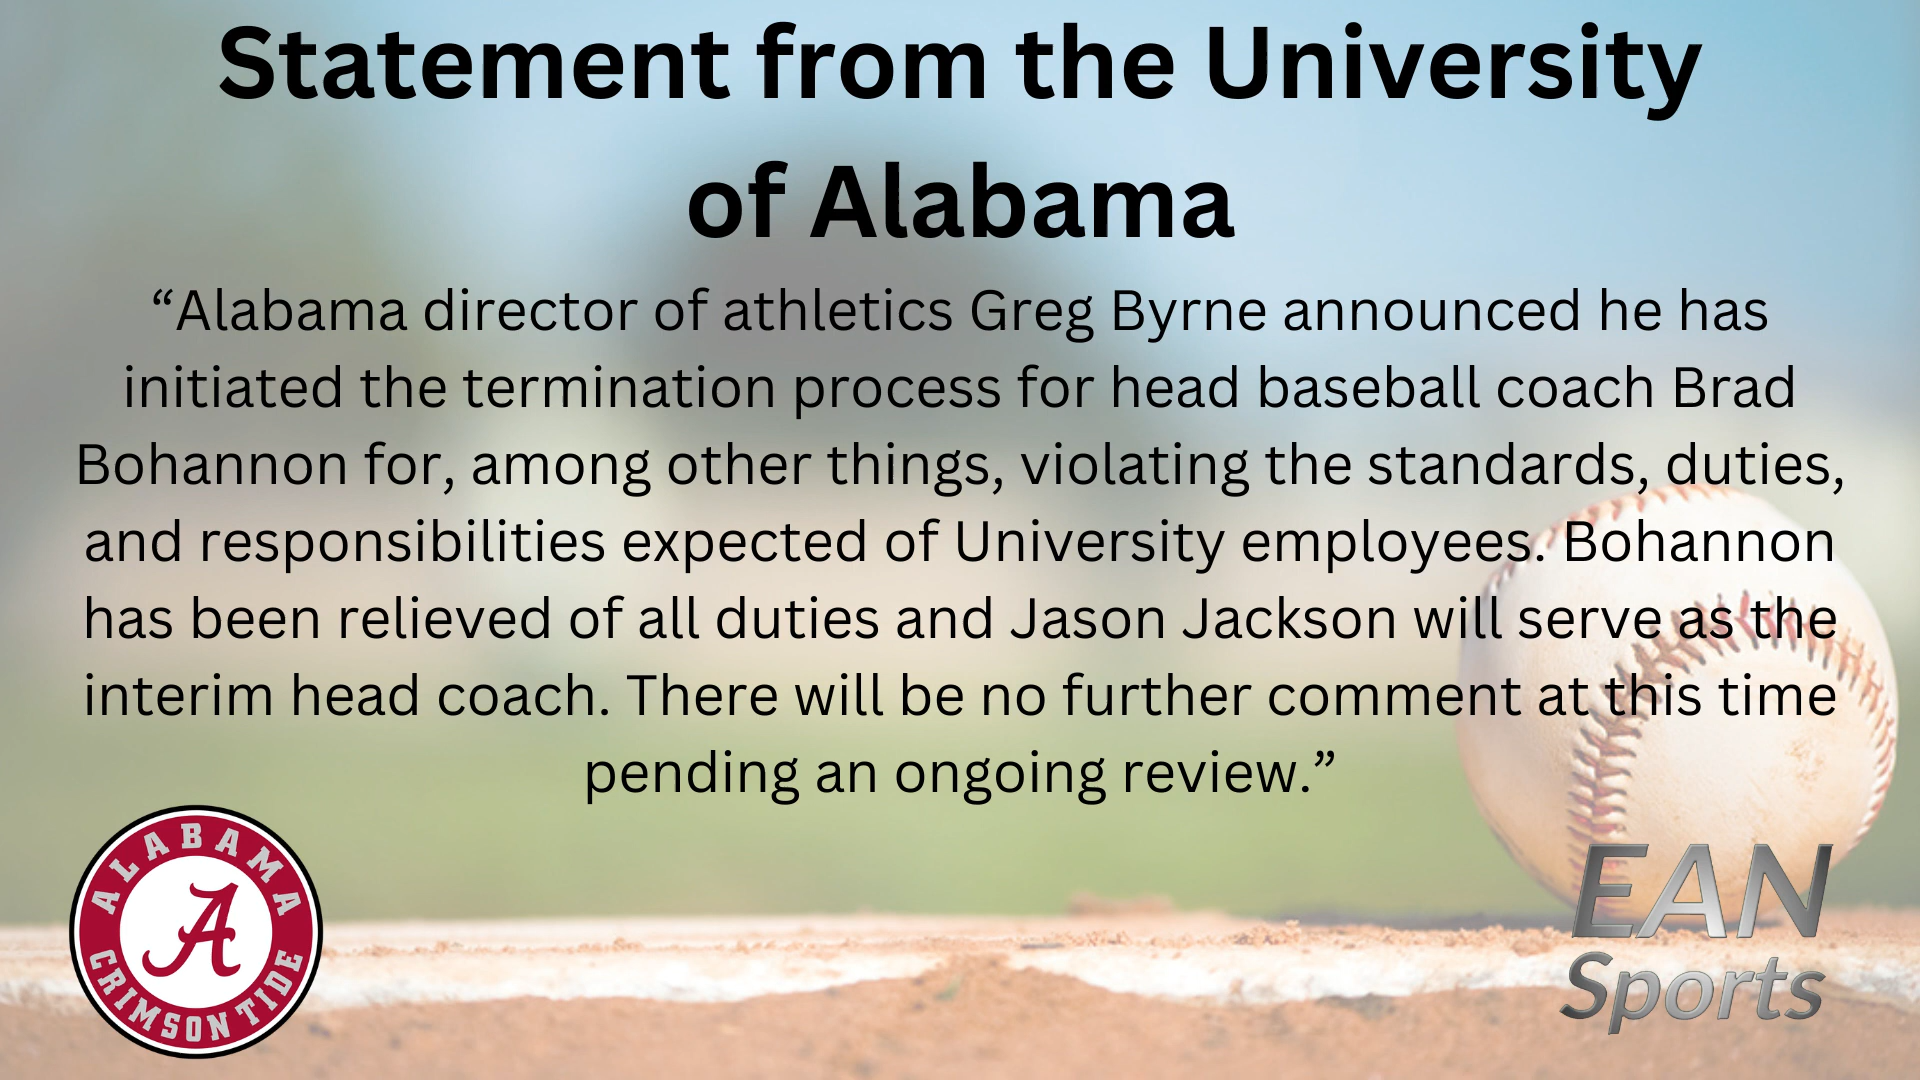 Statement from the University
of Alabama
“Alabama director of athletics Greg Byrne announced he has
initiated the termination process for head baseball coach Brad
Bohannon for, among other things, violating the standards, duties,
and responsibilities expected of University employees. Bohannon
has been relieved of all duties and Jason Jackson will serve as the
interim head coach. There will be no further comment at this time
pending an ongoing review.”
ALABAMA
A
CRIMSON TIDE
EAN
Sports